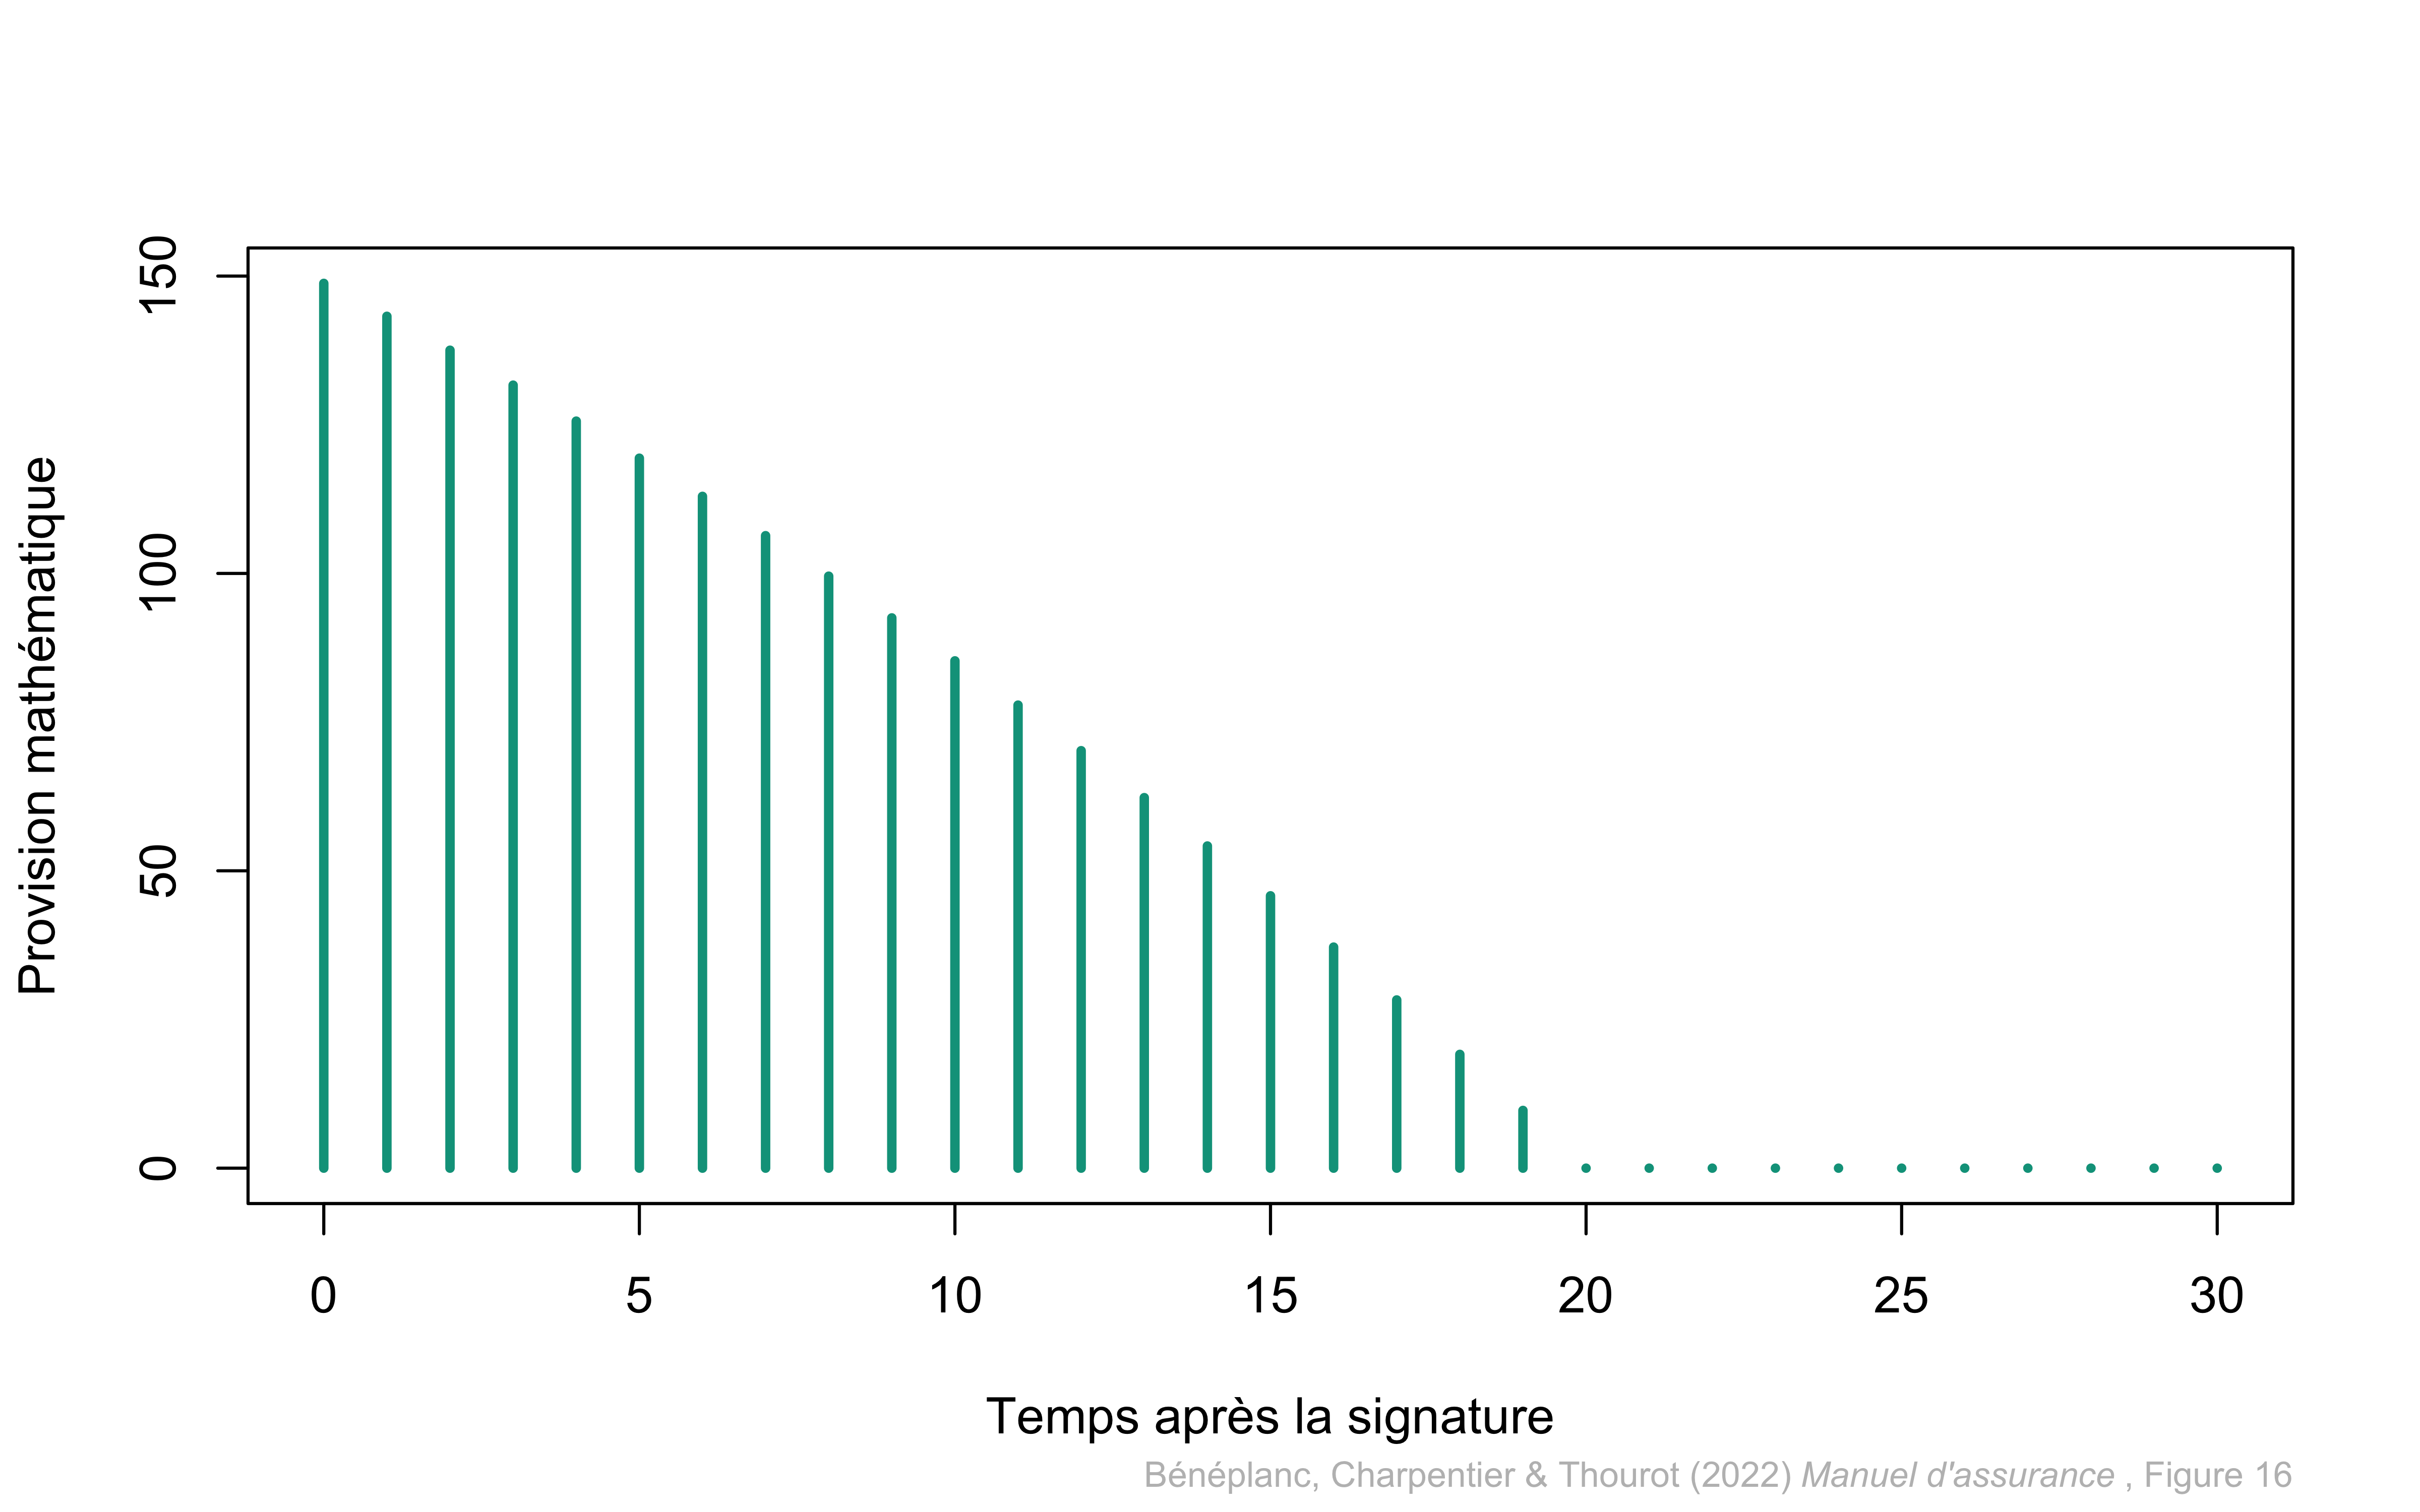 Provision mathématique
150
100
50
0
0 5 10 15 20 25 30
Temps après la signature
Bénéplanc, Charpentier & Thourot (2022) Manuel d'assurance , Figure 16